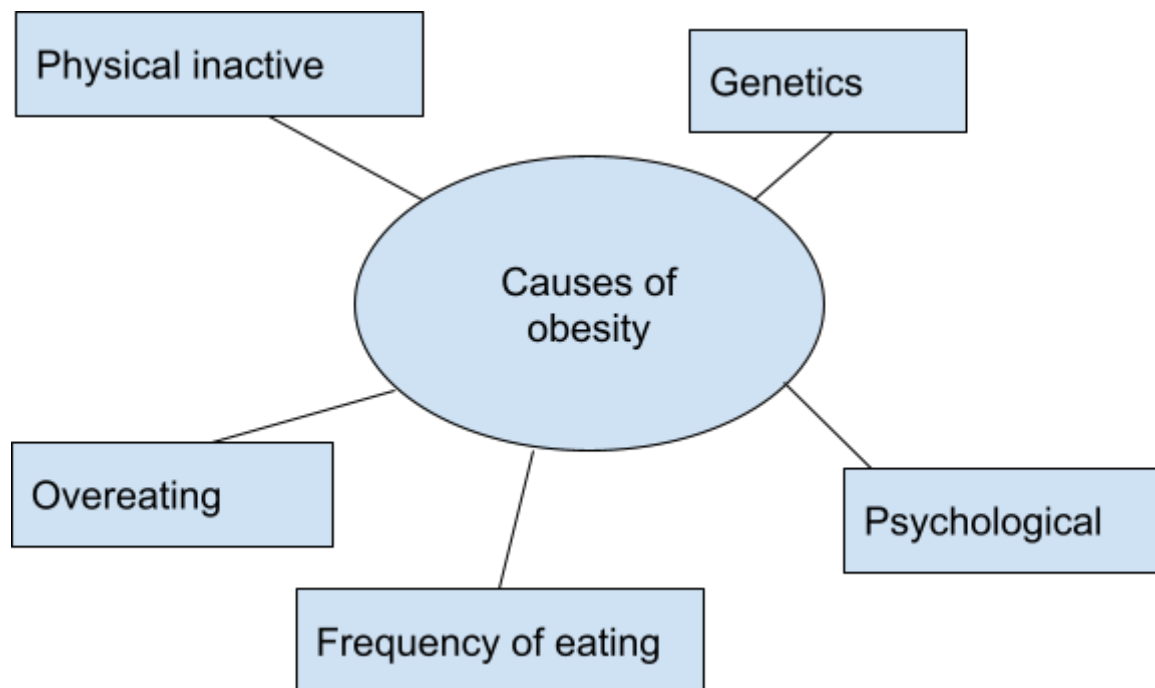 Physical inactive
Genetics
Causes of
obesity
Overeating
Psychological
Frequency of eating